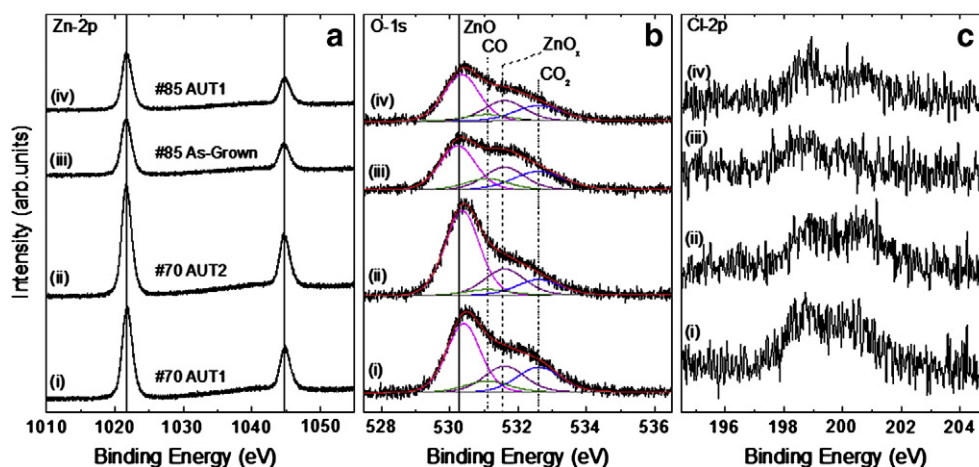 Intensity (arb.units)
Zn-2p
a
(iv)
#85 AUT1
(iii)
#85 As-Grown
(ii)
#70 AUT2
(i)
#70 AUT1
1010 1020 1030 1040 1050
Binding Energy (eV)
O-1s
ZnO
b
CO
ZnOx
CO2
(iv)
(iii)
(ii)
(i)
528 530 532 534 536
Binding Energy (eV)
Cl-2p
c
(iv)
(iii)
(ii)
(i)
196 198 200 202 204
Binding Energy (eV)